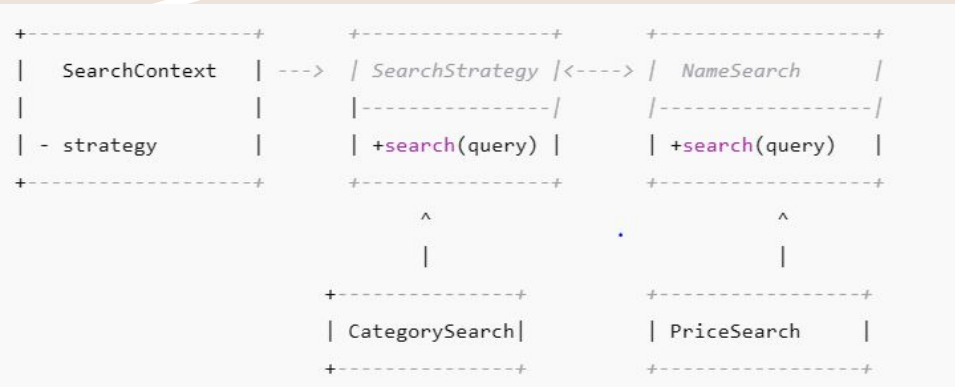 +-------------------+ +-----------------+ +-------------------+
| SearchContext | ---> | SearchStrategy |<----> | NameSearch |
| | |----------------| |------------------|
| - strategy | | +search(query) | | +search(query) |
+-------------------+ +-----------------+ +-------------------+
^ ^
| |
+---------------+ +-----------------+
| CategorySearch| | PriceSearch |
+---------------+ +-----------------+